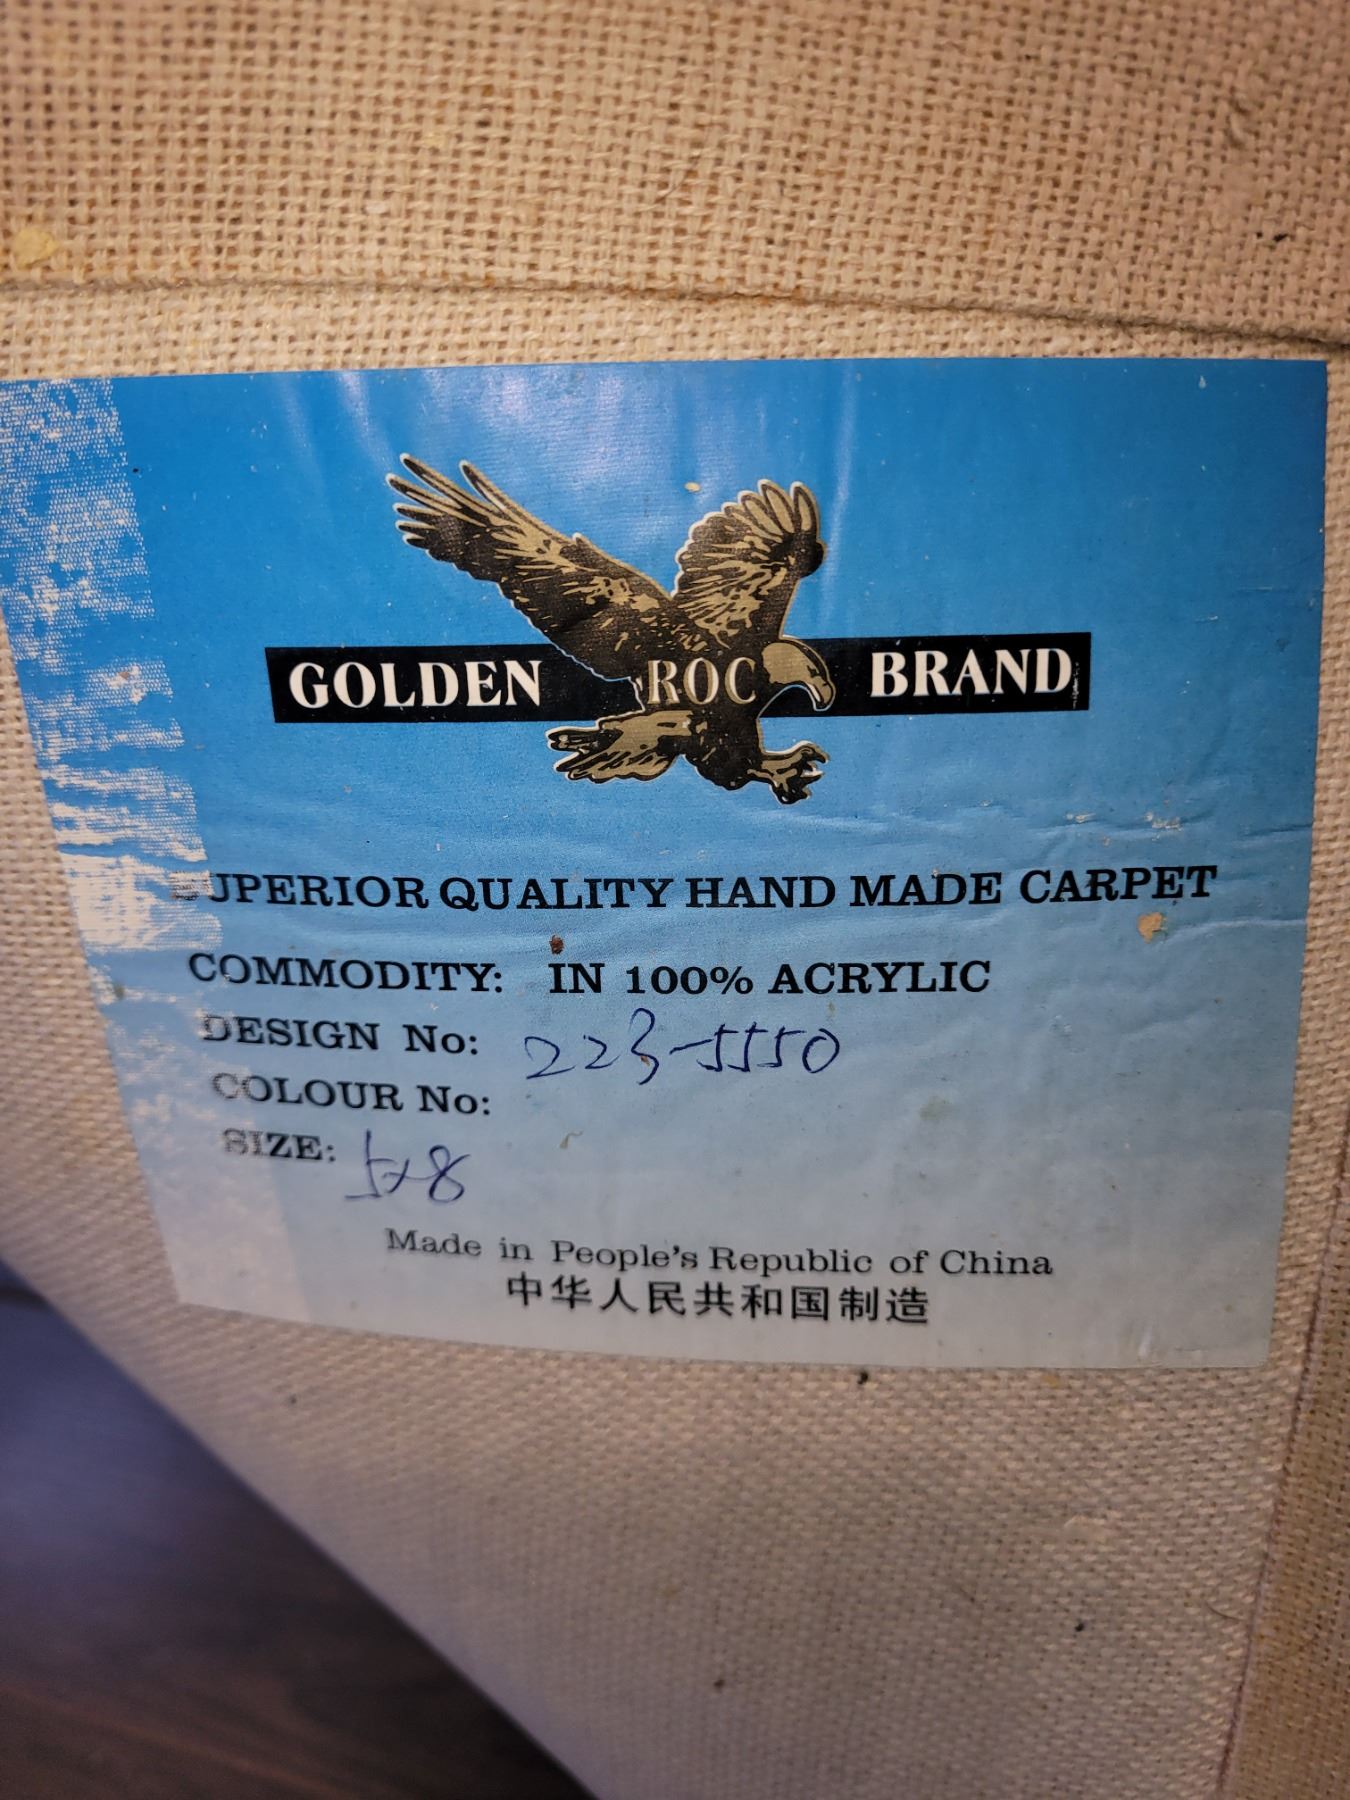 GOLDEN ROC BRAND
SUPERIOR QUALITY HAND MADE CARPET
COMMODITY: IN 100% ACRYLIC
DESIGN No: 223-5550
COLOUR No:
SIZE: 5x8
Made in People's Republic of China
中华人民共和国制造